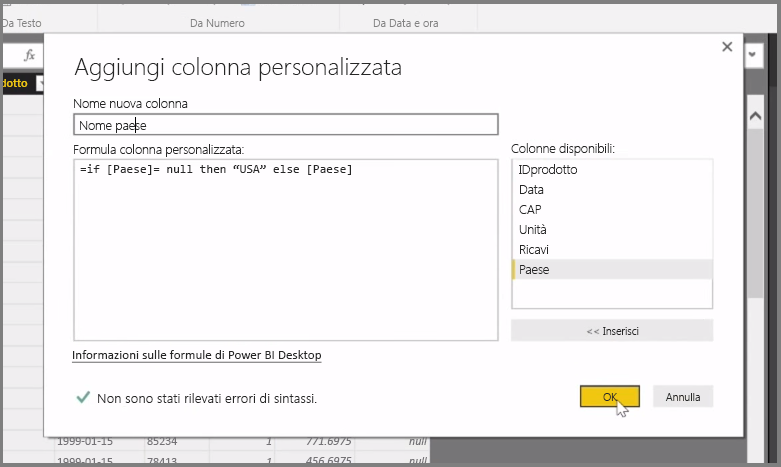 Da Testo
Da Numero
Da Data e ora
fx
dotto
Aggiungi colonna personalizzata
Nome nuova colonna
Nome paese
Formula colonna personalizzata:
=if [Paese]= null then “USA” else [Paese]
Colonne disponibili:
IDprodotto
Data
CAP
Unità
Ricavi
Paese
<< Inserisci
Informazioni sulle formule di Power BI Desktop
Non sono stati rilevati errori di sintassi.
OK
Annulla
1999-01-15 85234 1 771.6975 null
1999-01-15 78413 1 456.6975 null